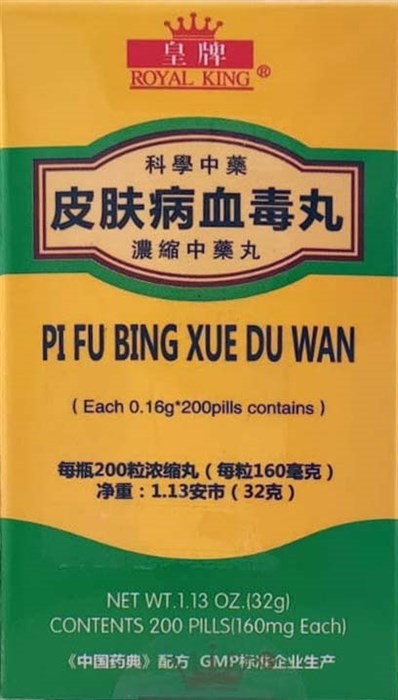 皇牌
ROYAL KING®
科學中藥
皮肤病血毒丸
濃縮中藥丸
PI FU BING XUE DU WAN
( Each 0.16g*200pills contains )
每瓶200粒浓缩丸（每粒160毫克）
净重：1.13安市（32克）
NET WT.1.13 OZ.(32g)
CONTENTS 200 PILLS(160mg Each)
《中国药典》配方 GMP标准企业生产